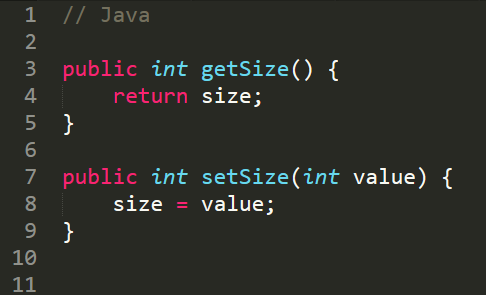 1 // Java
2
3 public int getSize() {
4     return size;
5 }
6
7 public int setSize(int value) {
8     size = value;
9 }
10
11